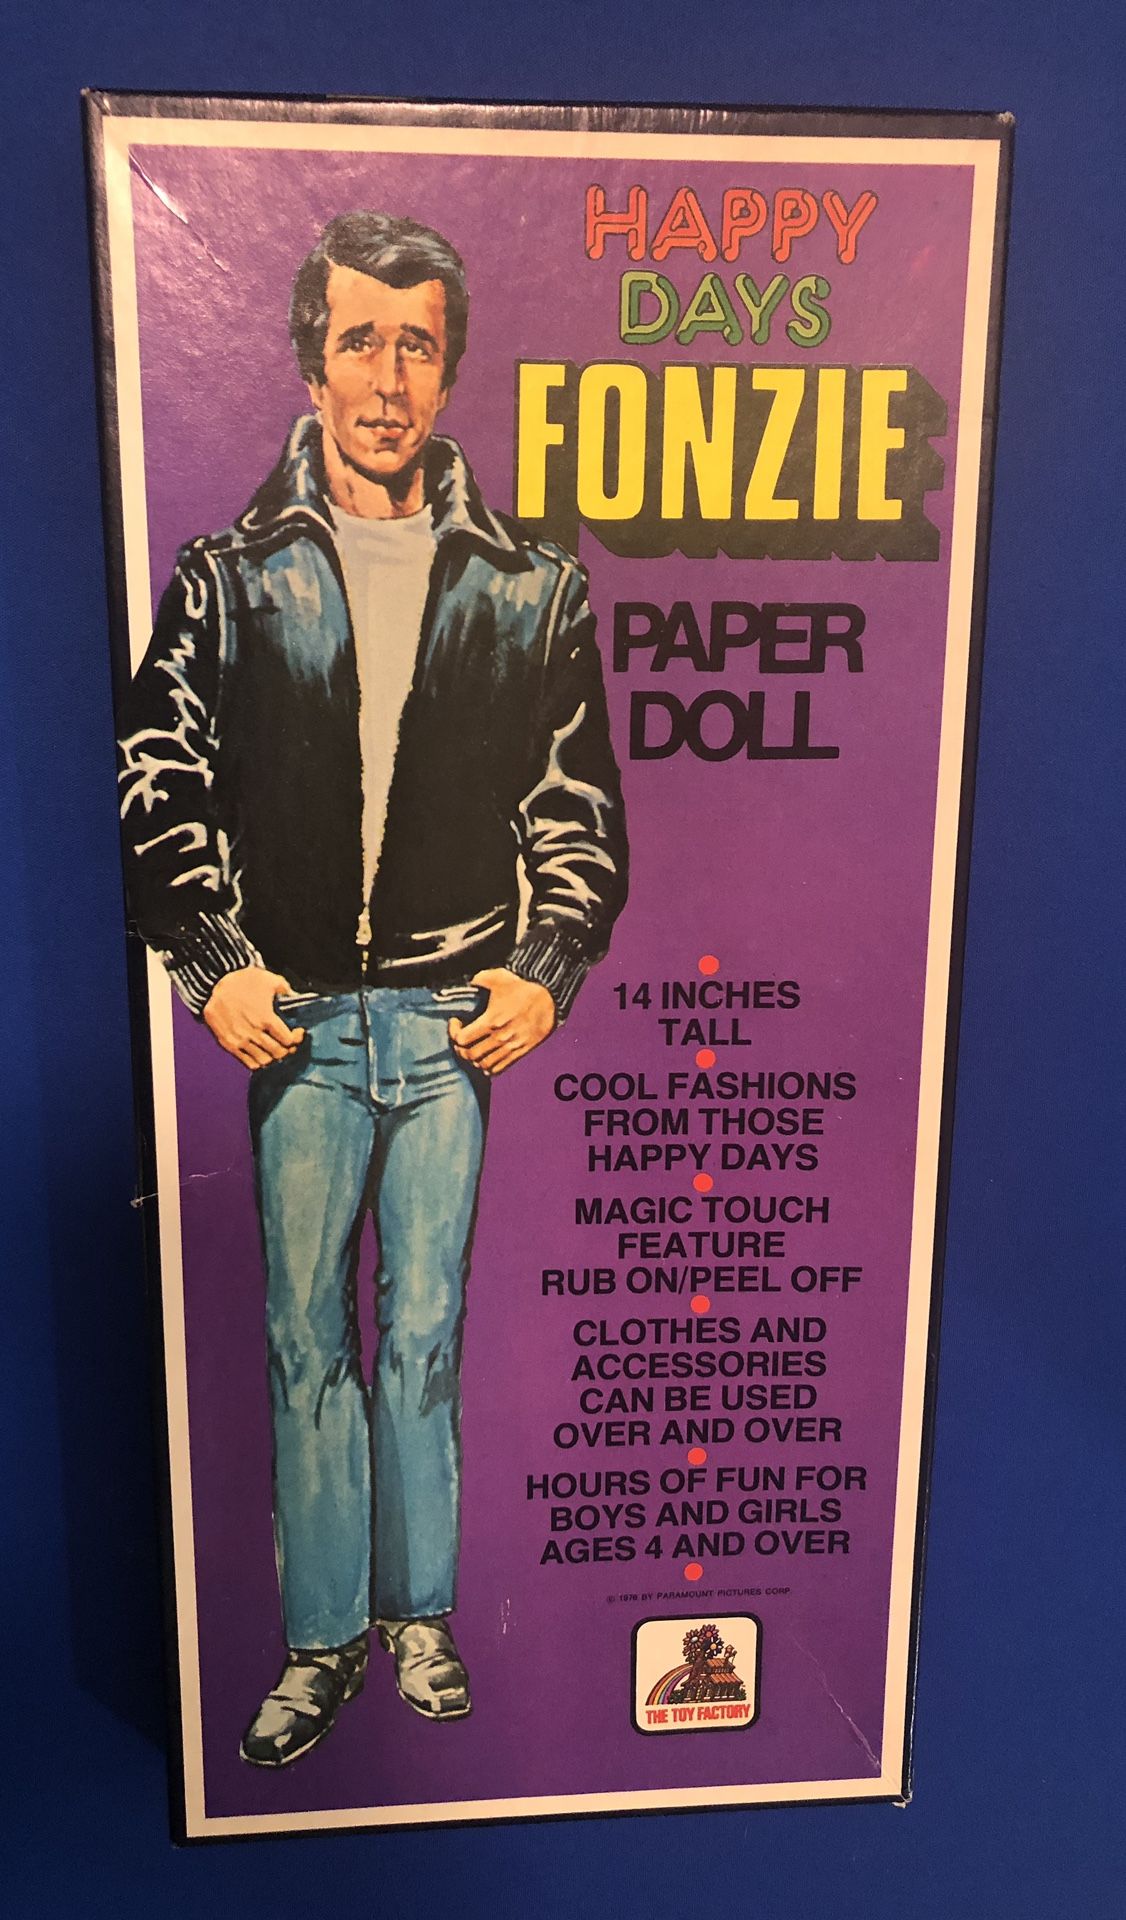 HAPPY
DAYS
FONZIE
PAPER
DOLL
14 INCHES
TALL
COOL FASHIONS
FROM THOSE
HAPPY DAYS
MAGIC TOUCH
FEATURE
RUB ON/PEEL OFF
CLOTHES AND
ACCESSORIES
CAN BE USED
OVER AND OVER
HOURS OF FUN FOR
BOYS AND GIRLS
AGES 4 AND OVER
© 1976 BY PARAMOUNT PICTURES CORP.
THE TOY FACTORY